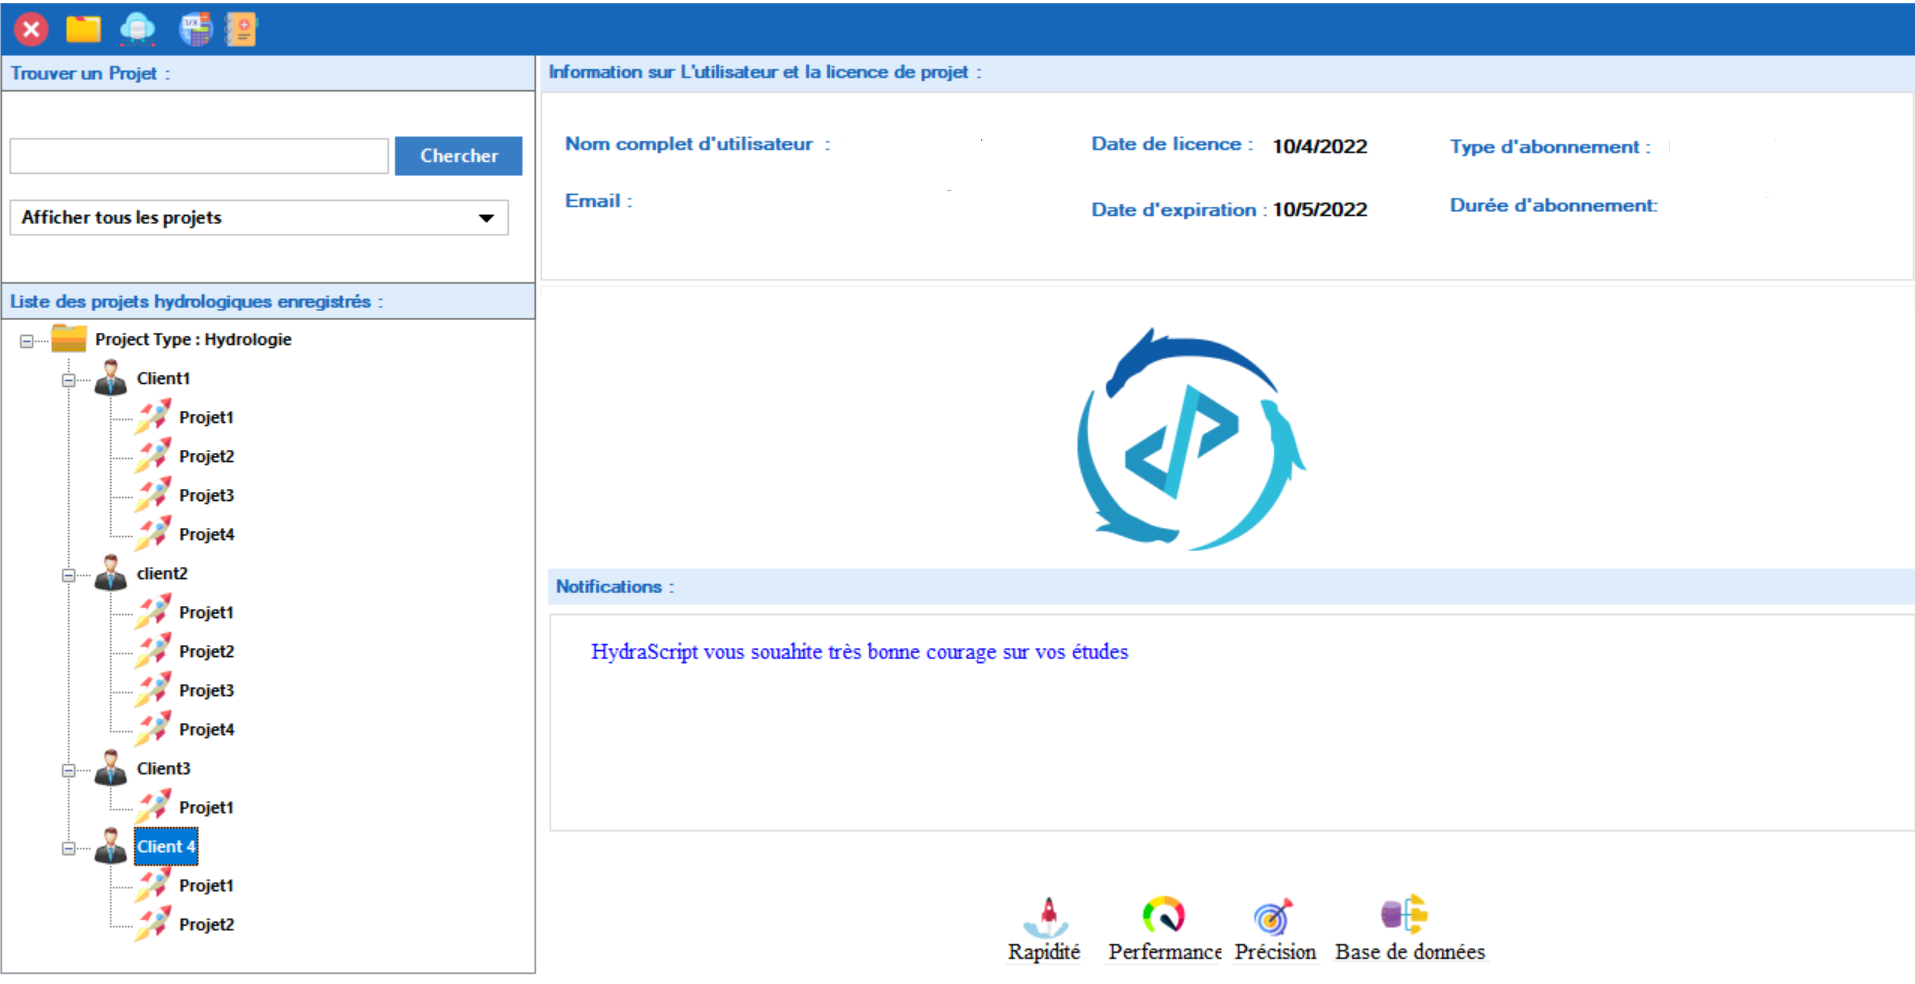 Trouver un Projet :
Chercher
Afficher tous les projets
Liste des projets hydrologiques enregistrés :
Project Type : Hydrologie
Client1
Projet1
Projet2
Projet3
Projet4
client2
Projet1
Projet2
Projet3
Projet4
Client3
Projet1
Client 4
Projet1
Projet2
Information sur L'utilisateur et la licence de projet :
Nom complet d'utilisateur :
Date de licence : 10/4/2022
Type d'abonnement :
Email :
Date d'expiration : 10/5/2022
Durée d'abonnement:
Notifications :
HydraScript vous souahite très bonne courage sur vos études
Rapidité Perfermance Précision Base de données